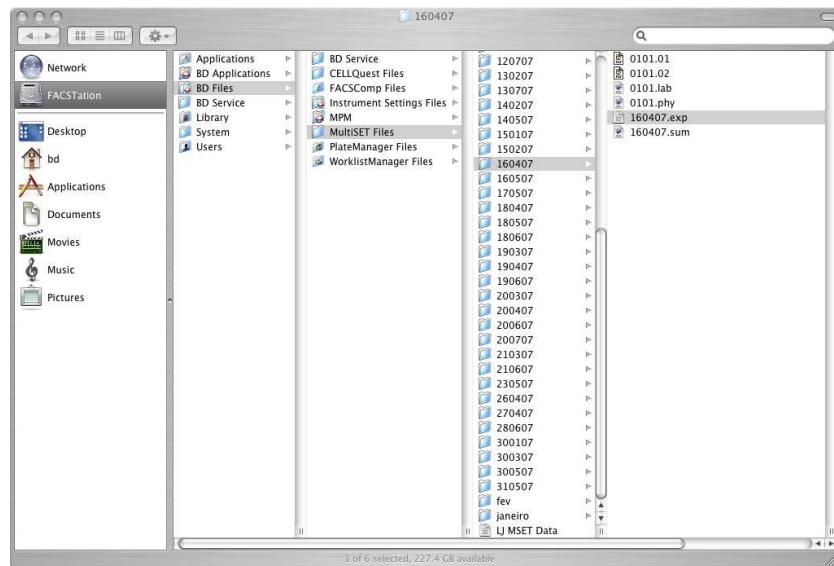 160407
Network
FACSTation
Desktop
bd
Applications
Documents
Movies
Music
Pictures
Applications
BD Applications
BD Files
BD Service
Library
System
Users
BD Service
CELLQuest Files
FACSComp Files
Instrument Settings Files
MPM
MultiSET Files
PlateManager Files
WorklistManager Files
120707
130207
130707
140207
140507
150107
150207
160407
160507
170507
180407
180507
180607
190307
190407
190607
200307
200407
200607
200707
210307
210607
230507
260407
270407
280607
300107
300307
300507
310507
fev
janeiro
LJ MSET Data
0101.01
0101.02
0101.lab
0101.phy
160407.exp
160407.sum
1 of 6 selected, 227.4 GB available